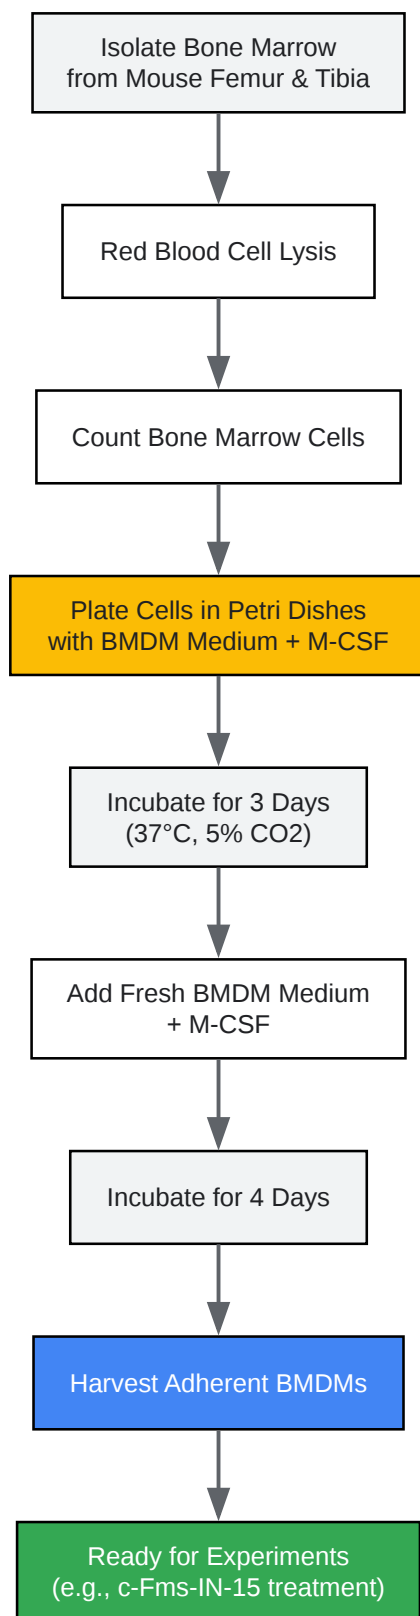 Isolate Bone Marrow
from Mouse Femur & Tibia
Red Blood Cell Lysis
Count Bone Marrow Cells
Plate Cells in Petri Dishes
with BMDM Medium + M-CSF
Incubate for 3 Days
(37°C, 5% CO2)
Add Fresh BMDM Medium
+ M-CSF
Incubate for 4 Days
Harvest Adherent BMDMs
Ready for Experiments
(e.g., c-Fms-IN-15 treatment)